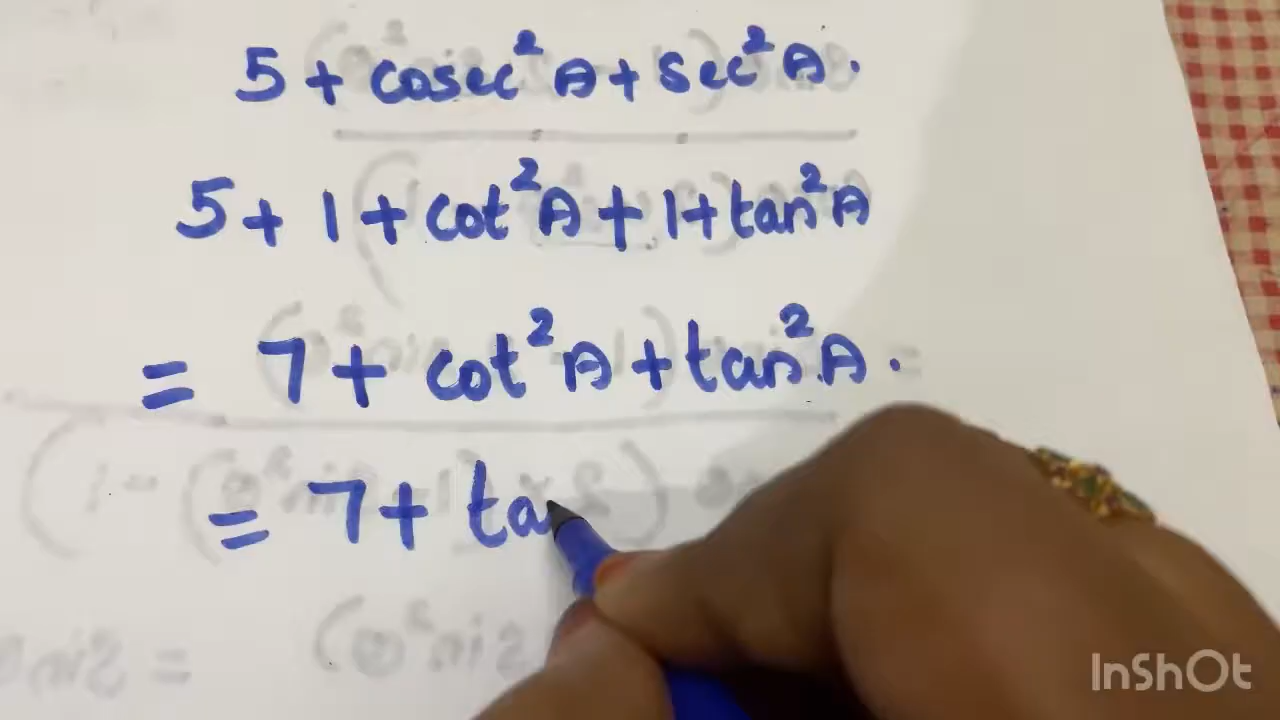 5 + cosec²A + sec²A.
5 + 1 + cot²A + 1 + tan²A
= 7 + cot²A + tan²A.
= 7 + ta
InShOt